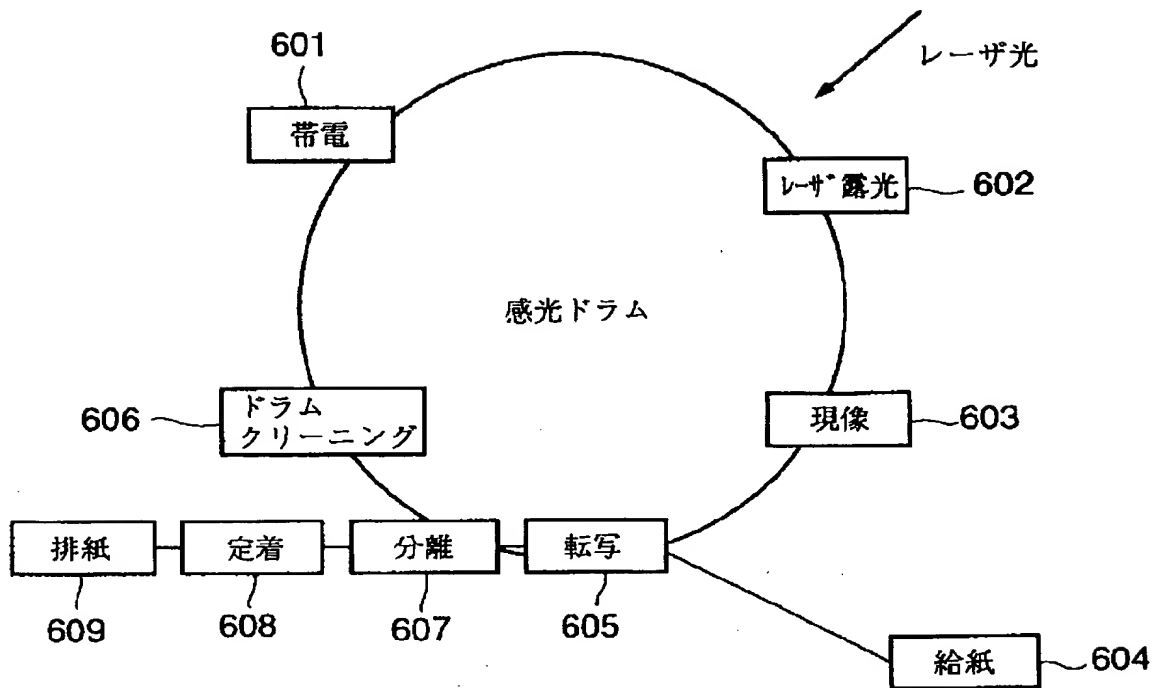 601
レーザ光
帯電
レーザ露光
602
感光ドラム
606
ドラム
クリーニング
現像
603
排紙
定着
分離
転写
609
608
607
605
給紙
604